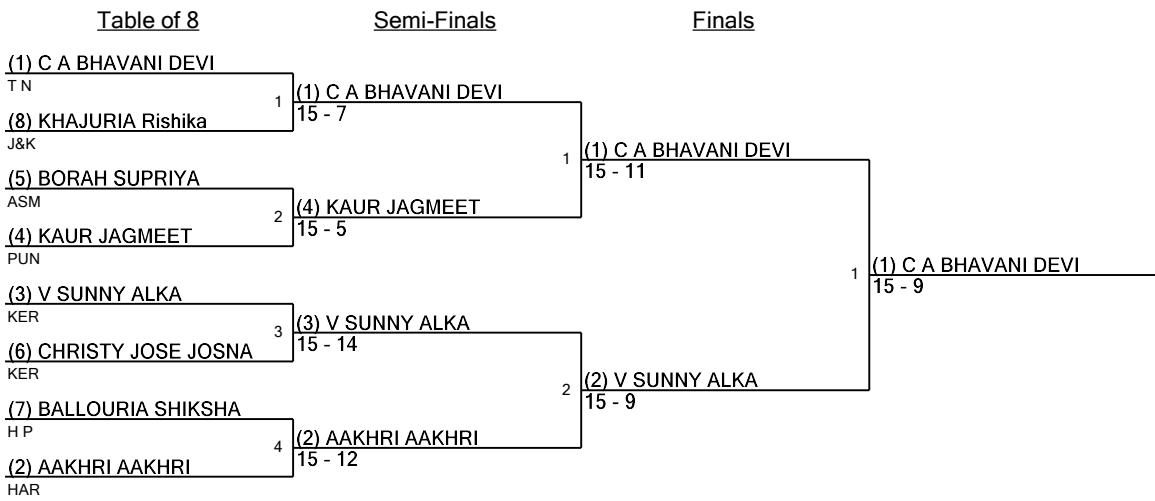 Table of 8
Semi-Finals
Finals
(1) C A BHAVANI DEVI
T N
1
(8) KHAJURIA Rishika
J&K
(5) BORAH SUPRIYA
ASM
2
(4) KAUR JAGMEET
PUN
(3) V SUNNY ALKA
KER
3
(6) CHRISTY JOSE JOSNA
KER
(7) BALLOURIA SHIKSHA
H P
4
(2) AAKHRI AAKHRI
HAR
(1) C A BHAVANI DEVI
15 - 7
1
(4) KAUR JAGMEET
15 - 5
(3) V SUNNY ALKA
15 - 14
2
(2) AAKHRI AAKHRI
15 - 12
(1) C A BHAVANI DEVI
15 - 11
1
(2) V SUNNY ALKA
15 - 9
(1) C A BHAVANI DEVI
15 - 9